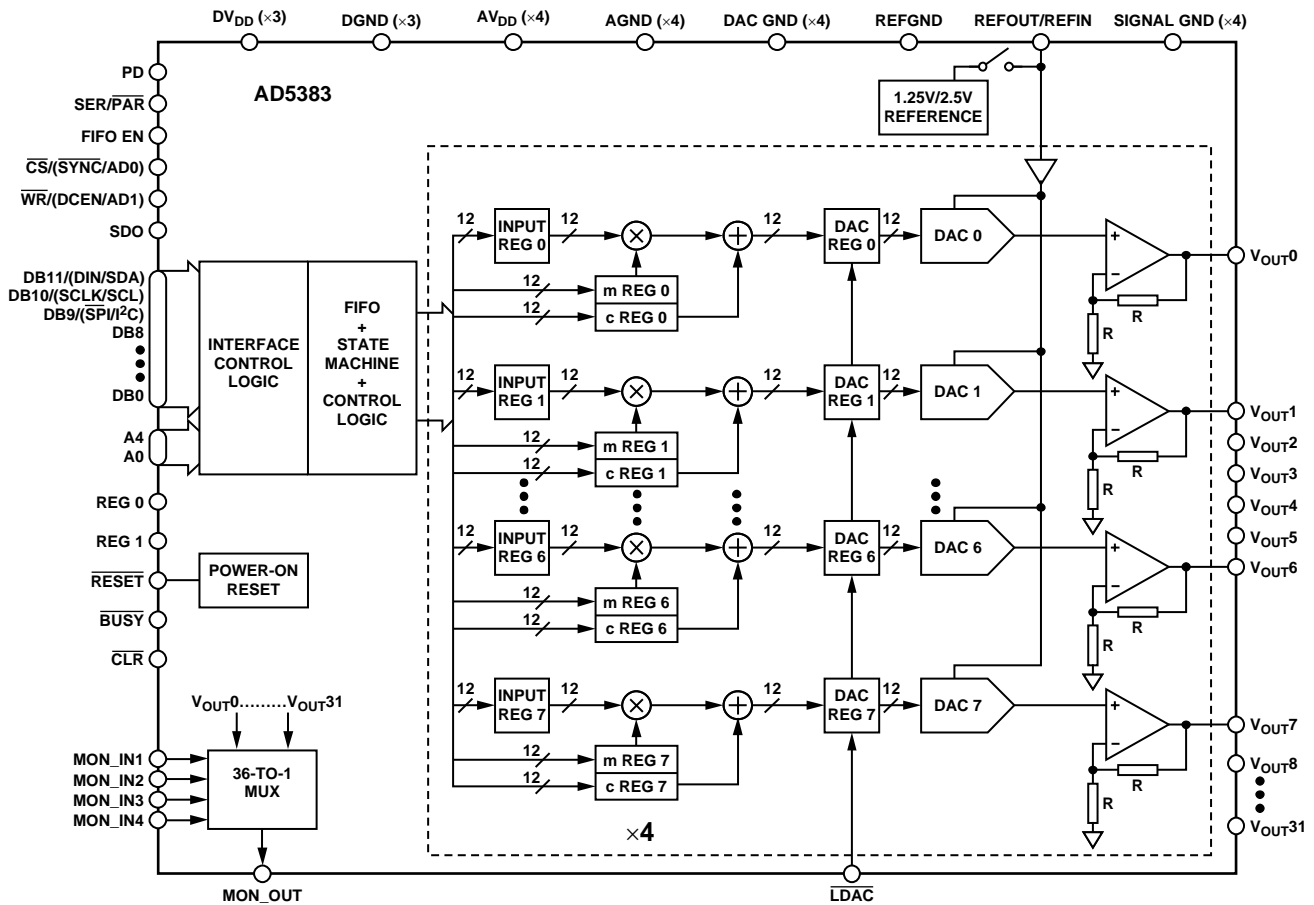 DVDD (×3)
DGND (×3)
AVDD (×4)
AGND (×4)
DAC GND (×4)
REFGND
REFOUT/REFIN
SIGNAL GND (×4)
AD5383
PD
SER/PAR
FIFO EN
CS/(SYNC/AD0)
WR/(DCEN/AD1)
SDO
DB11/(DIN/SDA)
DB10/(SCLK/SCL)
DB9/(SPI/I²C)
DB8
DB0
A4
A0
REG 0
REG 1
RESET
BUSY
CLR
INTERFACE
CONTROL
LOGIC
FIFO
+
STATE
MACHINE
+
CONTROL
LOGIC
POWER-ON
RESET
VOUT0.........VOUT31
MON_IN1
MON_IN2
MON_IN3
MON_IN4
36-TO-1
MUX
MON_OUT
1.25V/2.5V
REFERENCE
12
INPUT
REG 0
12
×
+
12
DAC
REG 0
12
DAC 0
+
−
R
R
VOUT0
12
m REG 0
12
c REG 0
12
INPUT
REG 1
12
×
+
12
DAC
REG 1
12
DAC 1
+
−
R
R
VOUT1
12
m REG 1
12
c REG 1
VOUT2
VOUT3
VOUT4
VOUT5
12
INPUT
REG 6
12
×
+
12
DAC
REG 6
12
DAC 6
+
−
R
R
VOUT6
12
m REG 6
12
c REG 6
12
INPUT
REG 7
12
×
+
12
DAC
REG 7
12
DAC 7
+
−
R
R
VOUT7
12
m REG 7
12
c REG 7
VOUT8
VOUT31
×4
LDAC